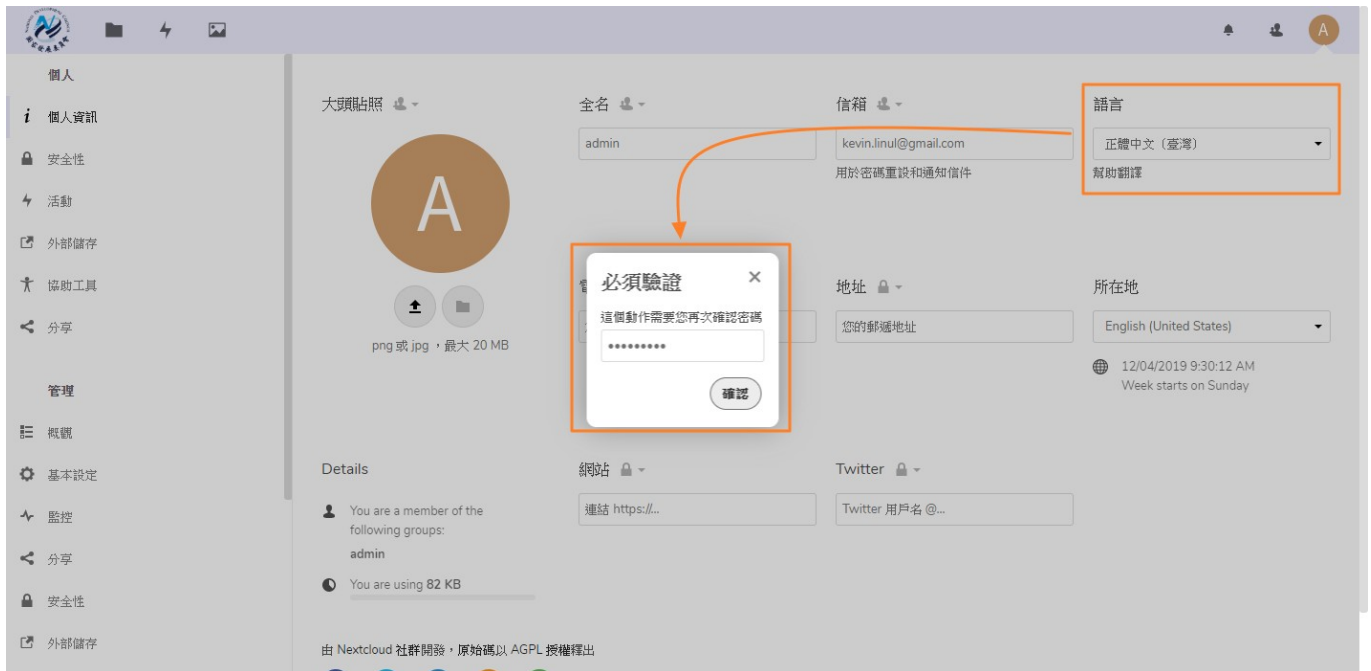 A
個人
個人資訊
安全性
活動
外部儲存
協助工具
分享
管理
概觀
基本設定
監控
分享
安全性
外部儲存
大頭貼照
A
png 或 jpg，最大 20 MB
全名
admin
信箱
kevin.linul@gmail.com
用於密碼重設和通知信件
語言
正體中文（臺灣）
幫助翻譯
必須驗證
這個動作需要您再次確認密碼
•••••••••
確認
地址
您的郵遞地址
所在地
English (United States)
12/04/2019 9:30:12 AM
Week starts on Sunday
Details
You are a member of the
following groups:
admin
You are using 82 KB
網站
連結 https://...
Twitter
Twitter 用戶名 @...
由 Nextcloud 社群開發，原始碼以 AGPL 授權釋出